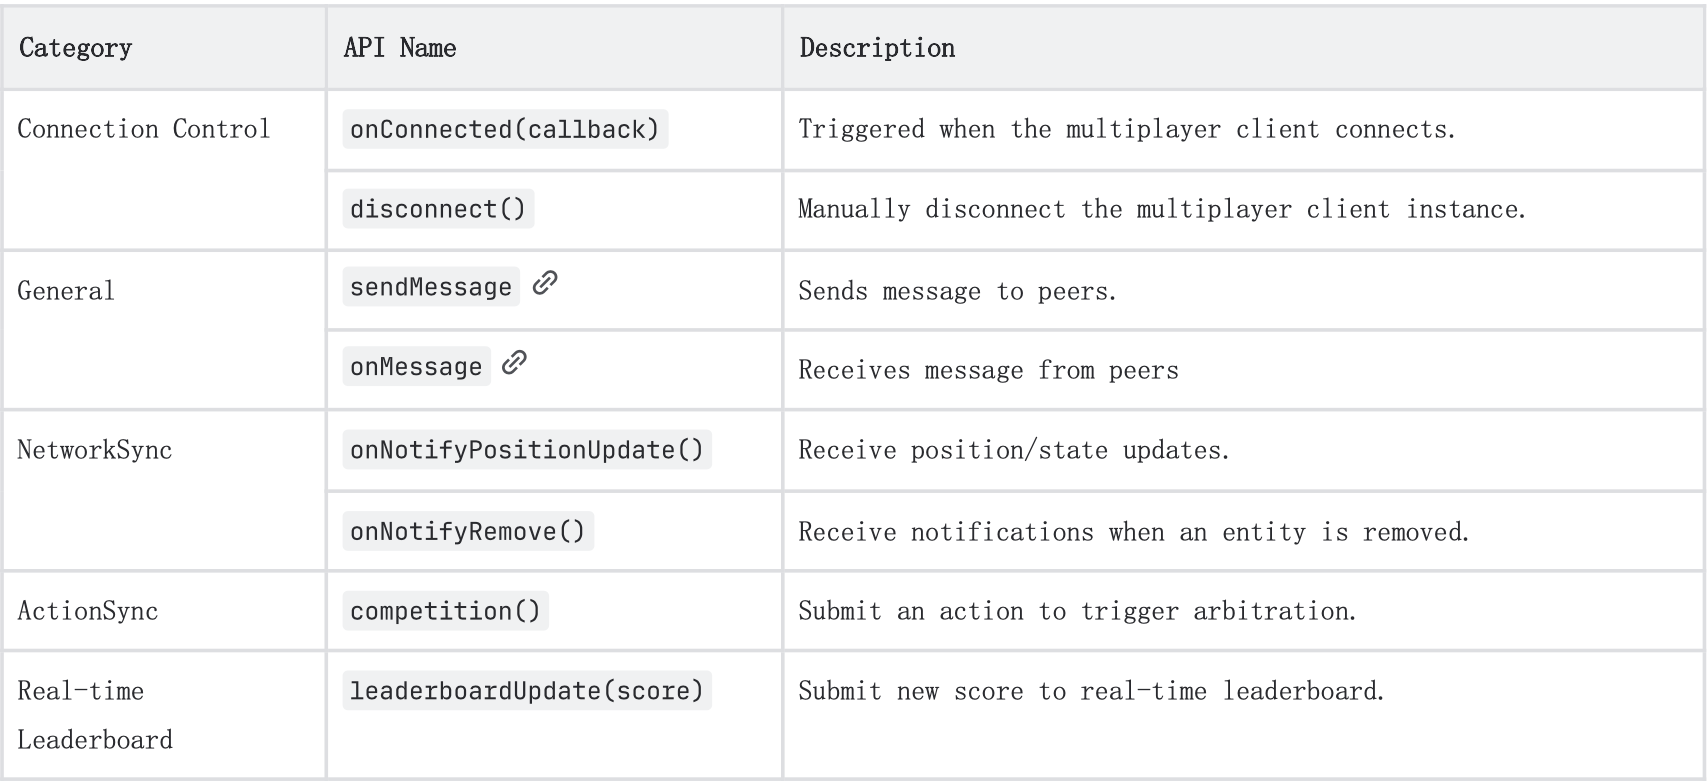 Category API Name Description
Connection Control onConnected(callback) Triggered when the multiplayer client connects.
disconnect() Manually disconnect the multiplayer client instance.
General sendMessage Sends message to peers.
onMessage Receives message from peers
NetworkSync onNotifyPositionUpdate() Receive position/state updates.
onNotifyRemove() Receive notifications when an entity is removed.
ActionSync competition() Submit an action to trigger arbitration.
Real-time leaderboardUpdate(score) Submit new score to real-time leaderboard.
Leaderboard